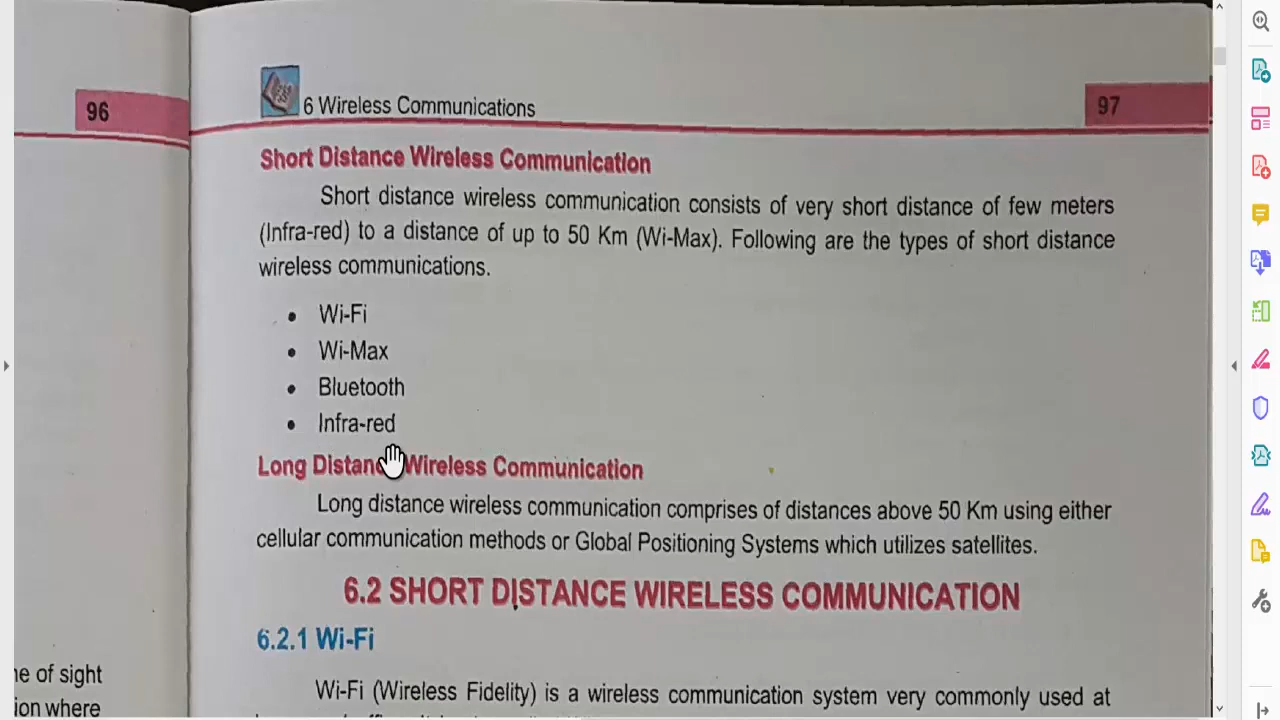 96
6 Wireless Communications
97
Short Distance Wireless Communication
Short distance wireless communication consists of very short distance of few meters
(Infra-red) to a distance of up to 50 Km (Wi-Max). Following are the types of short distance
wireless communications.
• Wi-Fi
• Wi-Max
• Bluetooth
• Infra-red
Long Distance Wireless Communication
Long distance wireless communication comprises of distances above 50 Km using either
cellular communication methods or Global Positioning Systems which utilizes satellites.
6.2 SHORT DISTANCE WIRELESS COMMUNICATION
6.2.1 Wi-Fi
of sight
where
Wi-Fi (Wireless Fidelity) is a wireless communication system very commonly used at